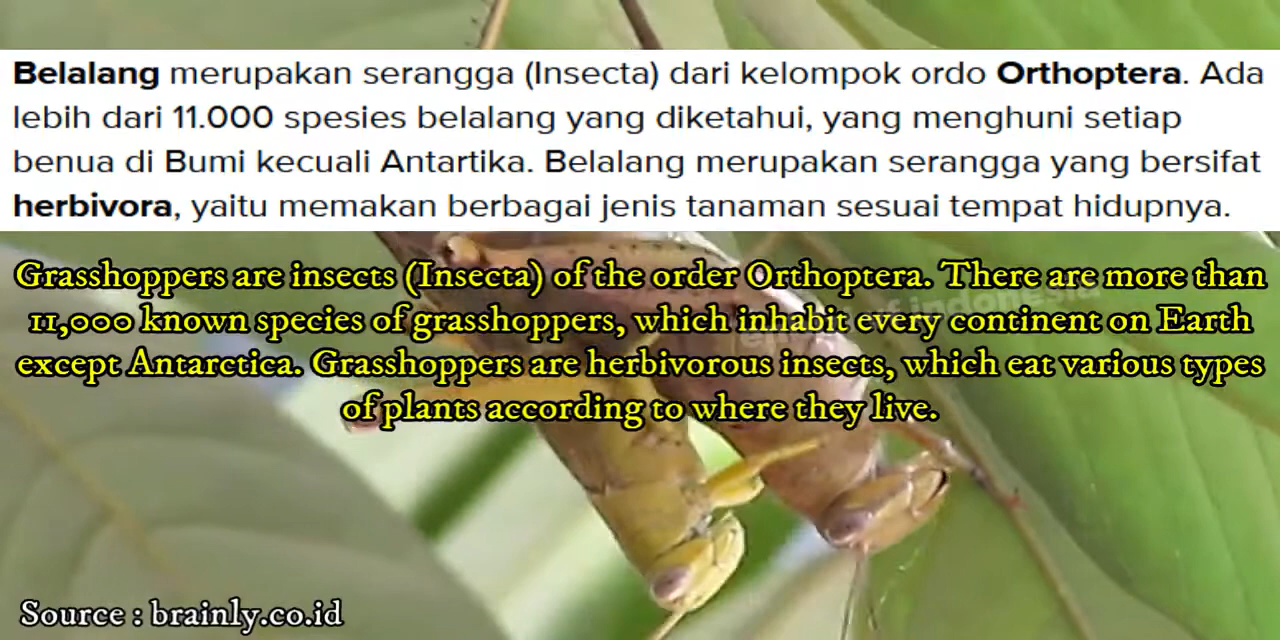 Belalang merupakan serangga (Insecta) dari kelompok ordo Orthoptera. Ada
lebih dari 11.000 spesies belalang yang diketahui, yang menghuni setiap
benua di Bumi kecuali Antartika. Belalang merupakan serangga yang bersifat
herbivora, yaitu memakan berbagai jenis tanaman sesuai tempat hidupnya.
Grasshoppers are insects (Insecta) of the order Orthoptera. There are more than
11,000 known species of grasshoppers, which inhabit every continent on Earth
except Antarctica. Grasshoppers are herbivorous insects, which eat various types
of plants according to where they live.
Source : brainly.co.id